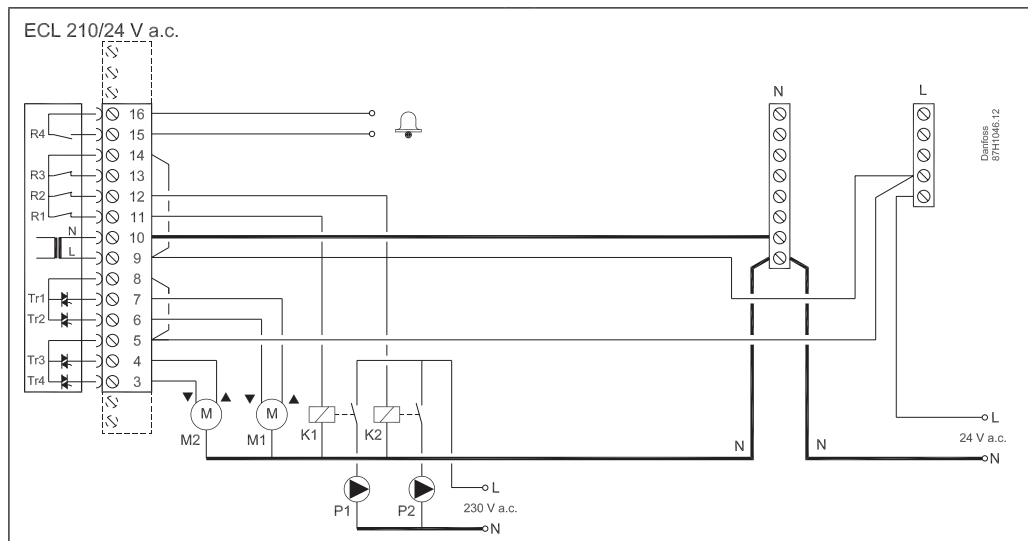 ECL 210/24 V a.c.
N
L
Danfoss
87H1046.12
16
R4
15
14
R3
13
R2
12
R1
11
N
10
L
9
8
Tr1
7
Tr2
6
5
Tr3
4
Tr4
3
M
M
M2
M1
K1
K2
N
N
L
24 V a.c.
N
P1
P2
L
230 V a.c.
N